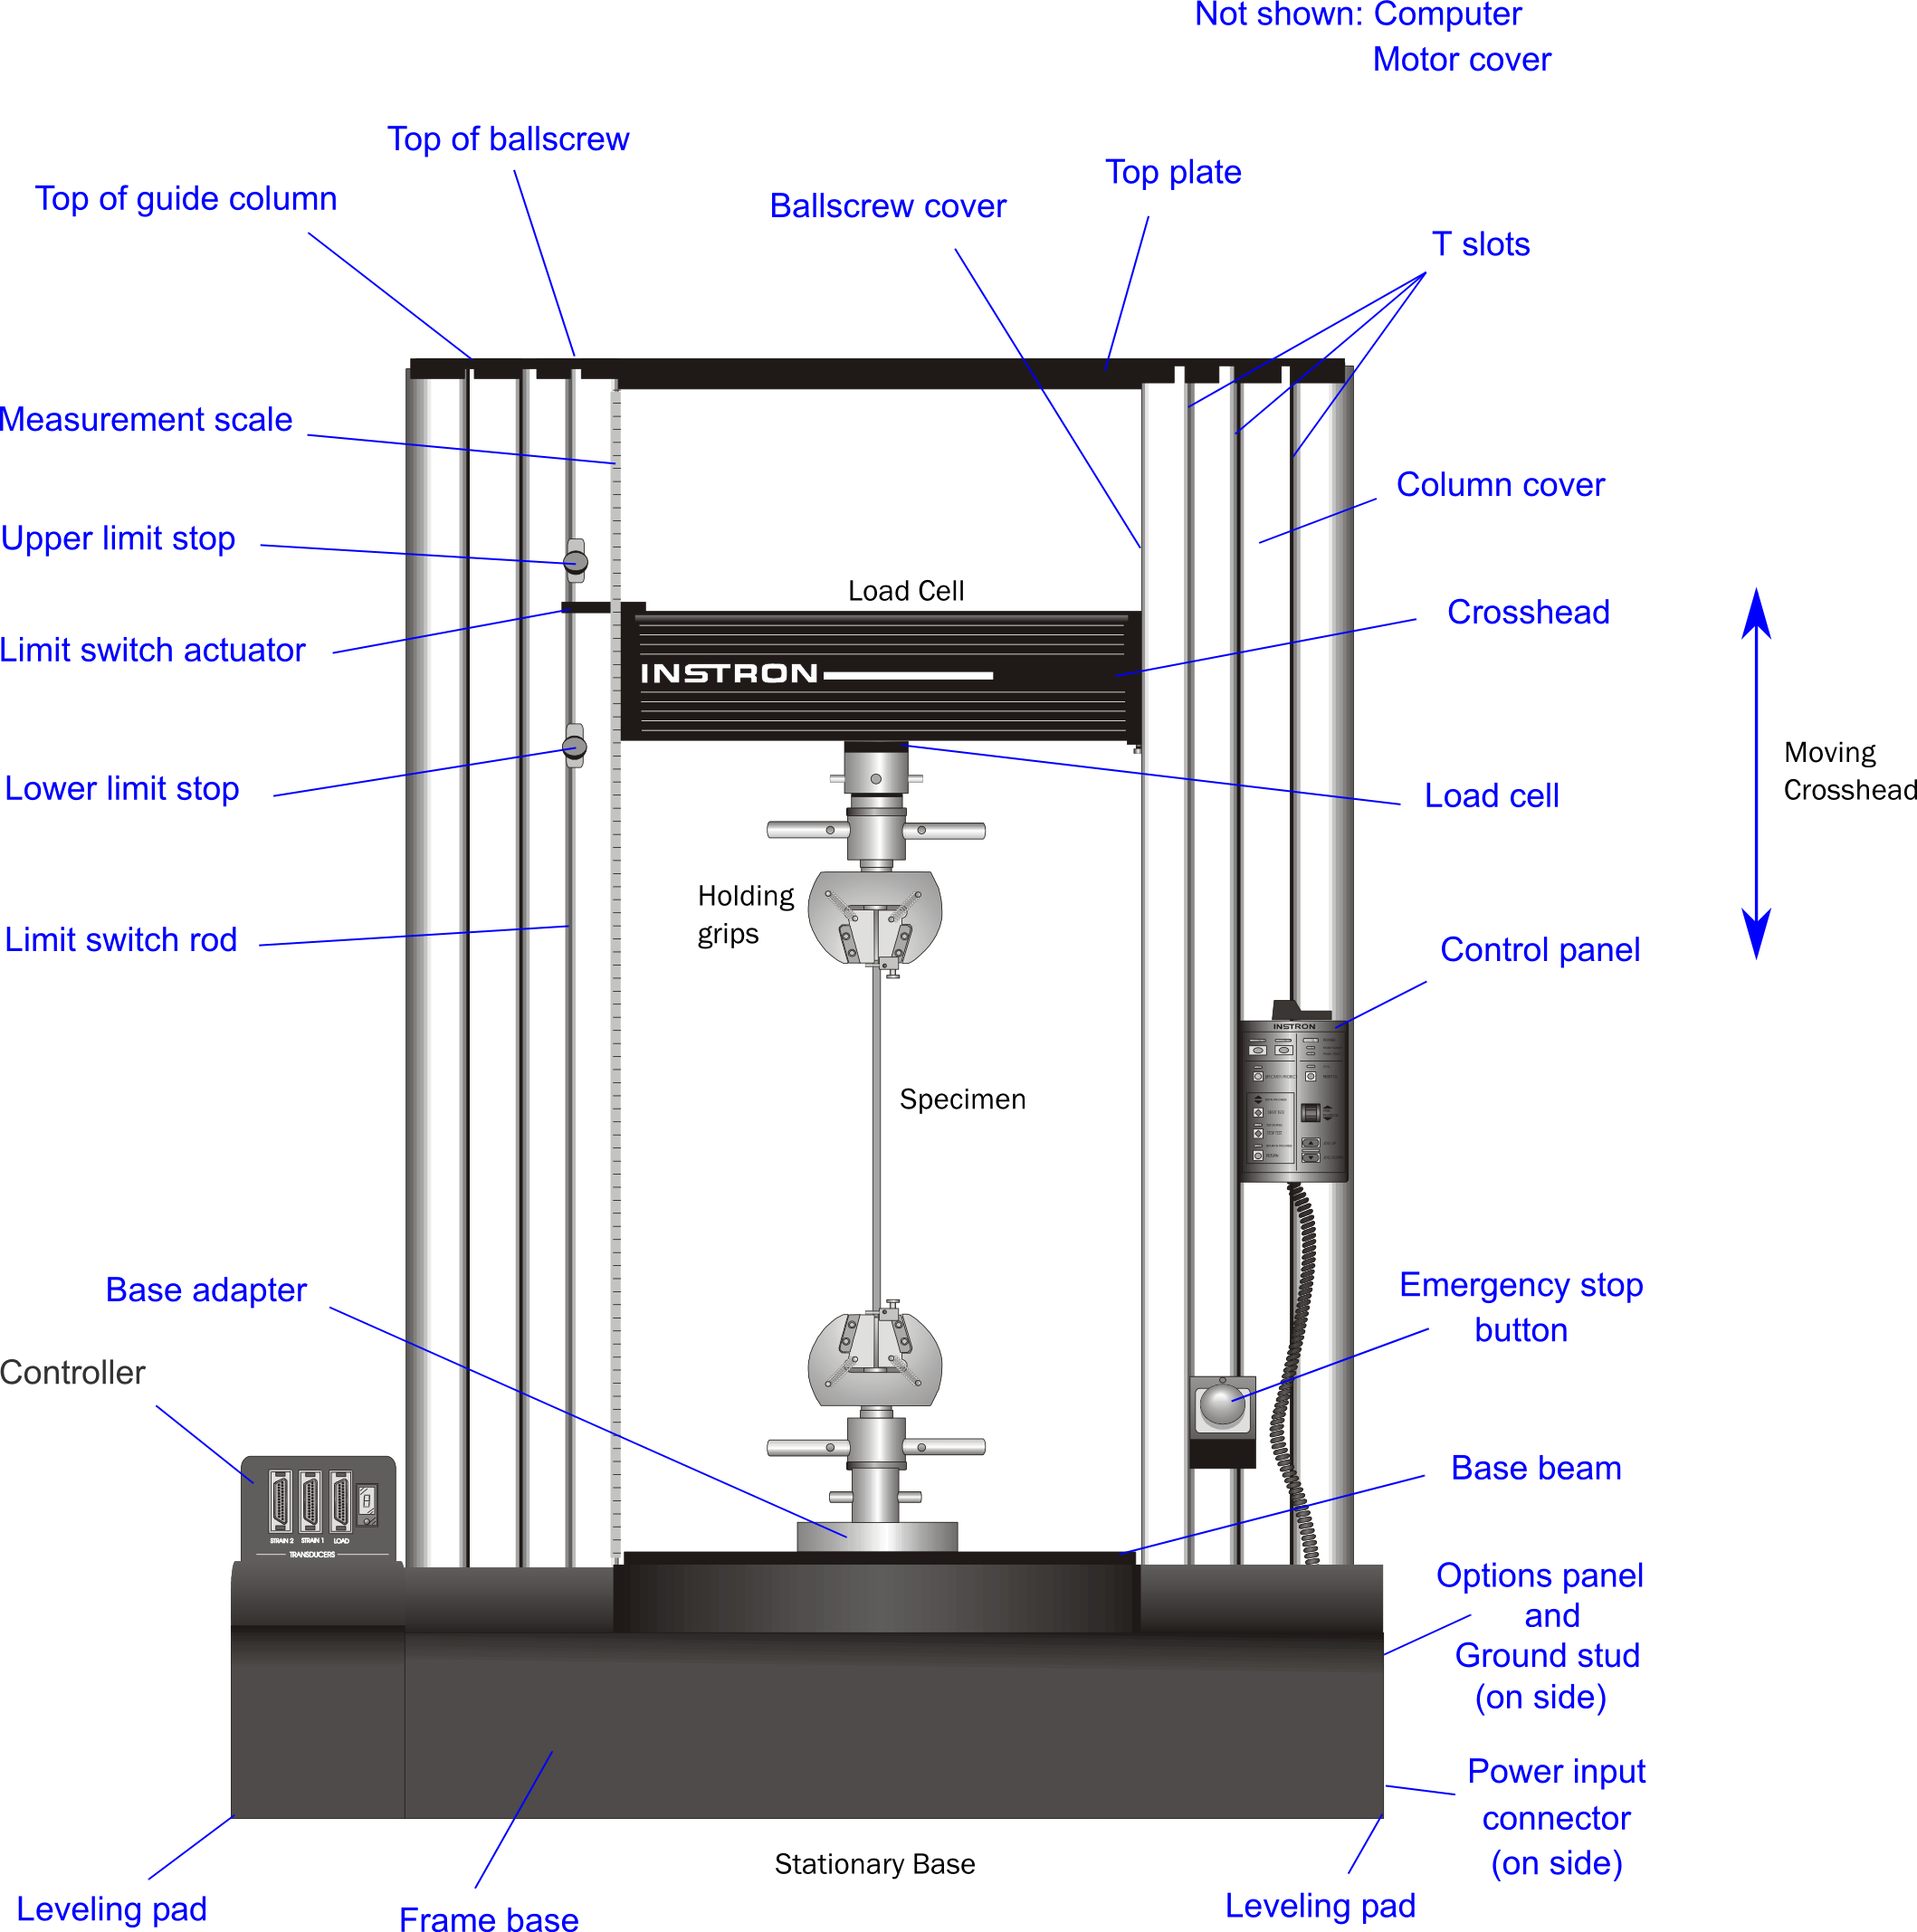 Not shown: Computer
Motor cover
Top of ballscrew
Top plate
Top of guide column
Ballscrew cover
T slots
Measurement scale
Column cover
Upper limit stop
Load Cell
Crosshead
Limit switch actuator
INSTRON
Moving
Crosshead
Lower limit stop
Load cell
Holding
grips
Limit switch rod
Control panel
INSTRON
Specimen
Base adapter
Emergency stop
button
Controller
Base beam
STRAIN 2 STRAIN 1 LOAD
TRANSDUCERS
Options panel
and
Ground stud
(on side)
Power input
connector
(on side)
Stationary Base
Leveling pad
Frame base
Leveling pad